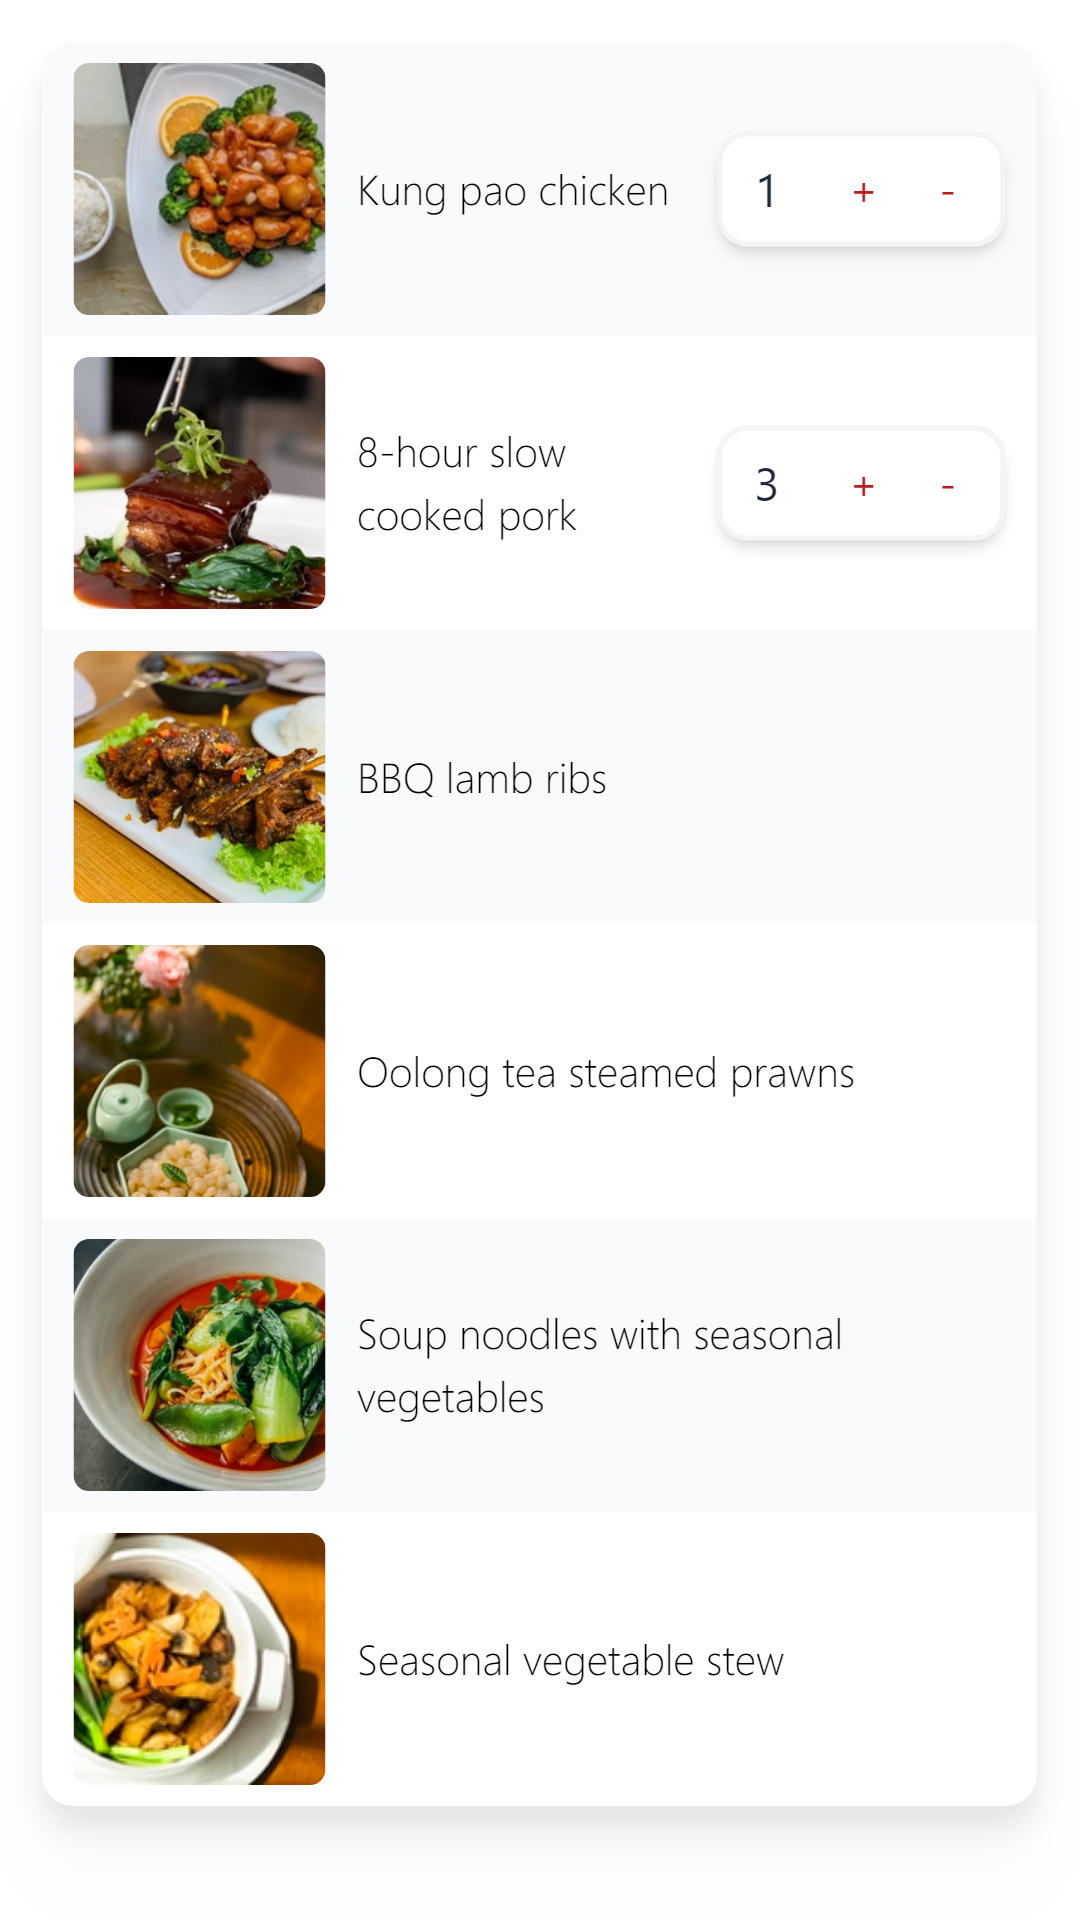 Kung pao chicken
1 + -
8-hour slow
cooked pork
3 + -
BBQ lamb ribs
Oolong tea steamed prawns
Soup noodles with seasonal
vegetables
Seasonal vegetable stew